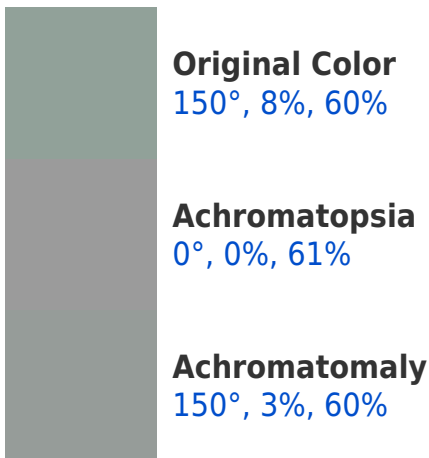 Original Color
150°, 8%, 60%
Achromatopsia
0°, 0%, 61%
Achromatomaly
150°, 3%, 60%